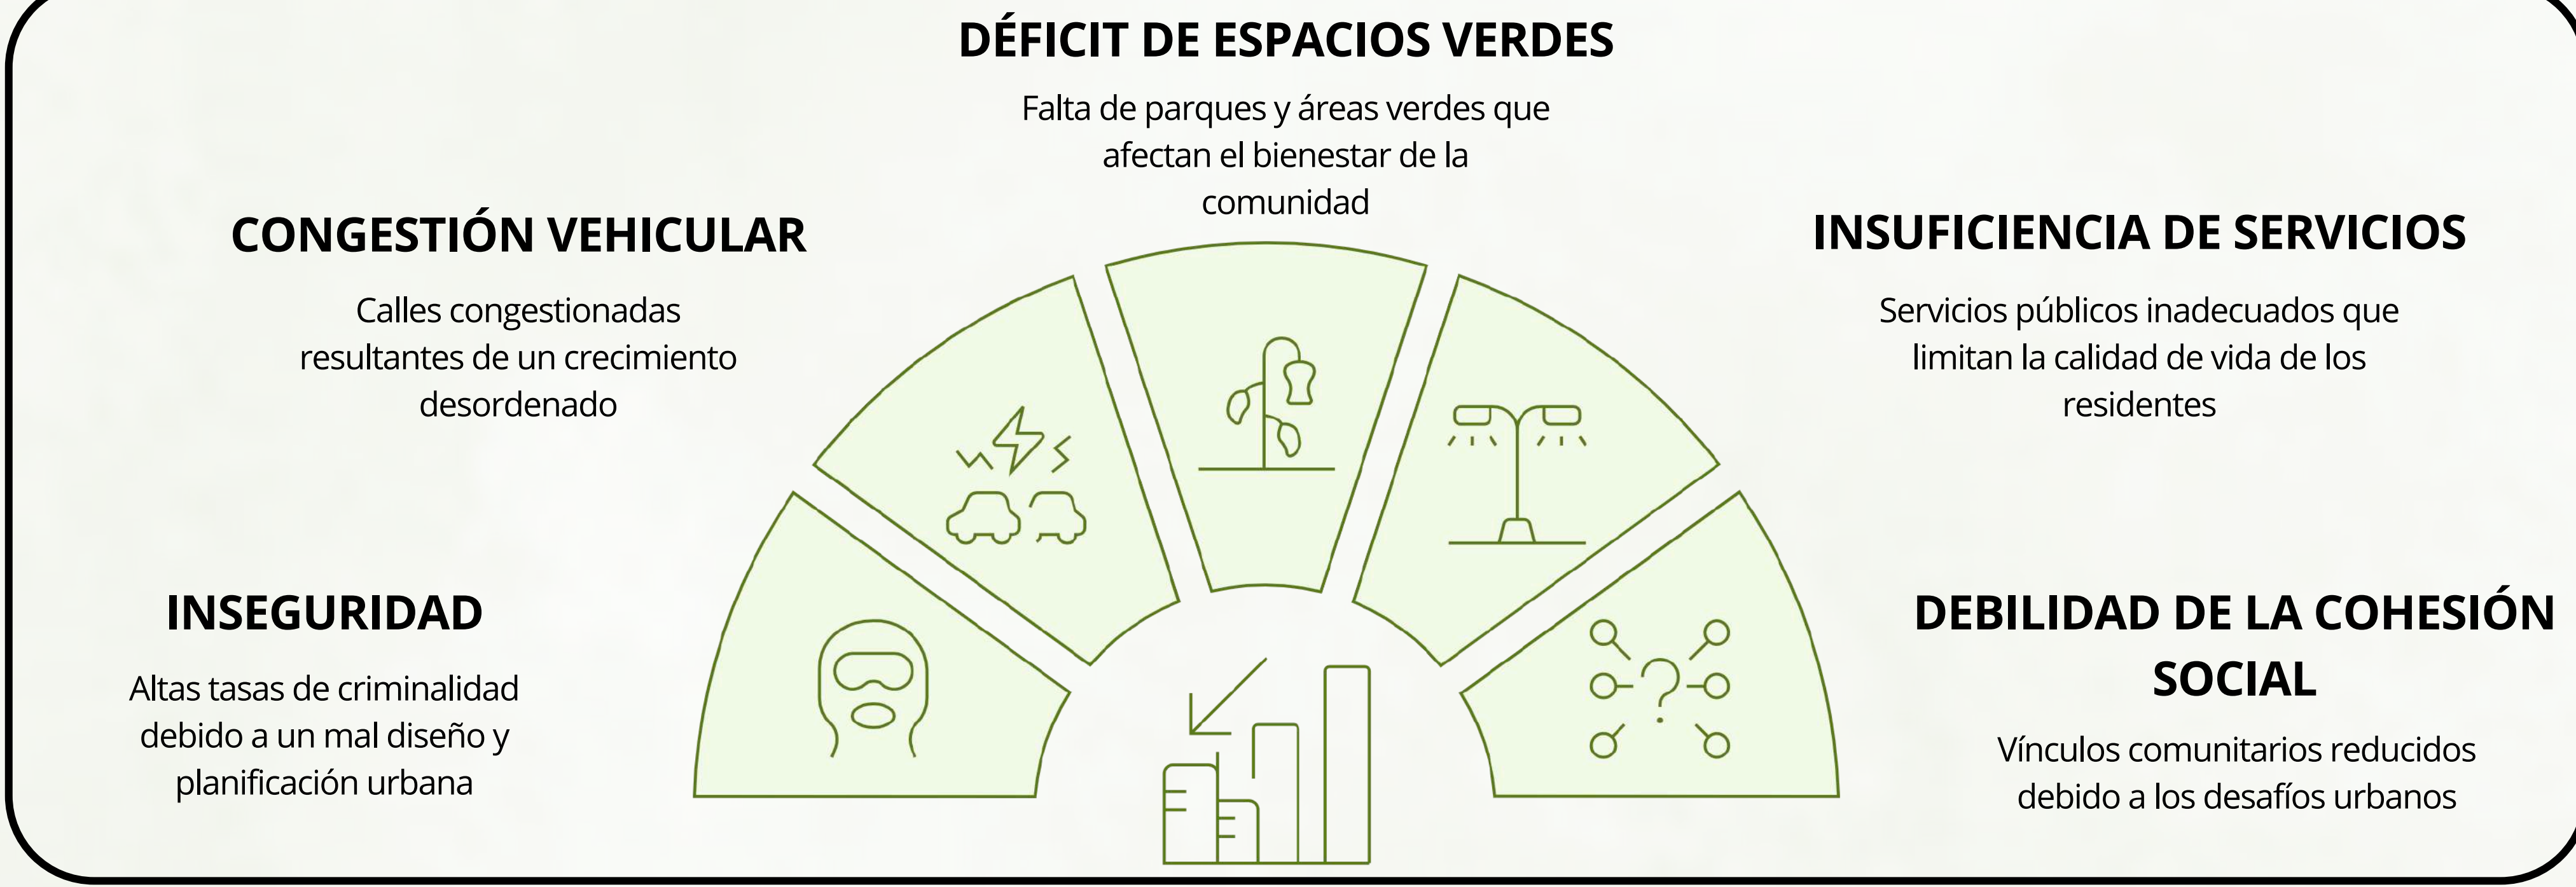 DÉFICIT DE ESPACIOS VERDES
Falta de parques y áreas verdes que
afectan el bienestar de la
comunidad
CONGESTIÓN VEHICULAR
Calles congestionadas
resultantes de un crecimiento
desordenado
INSUFICIENCIA DE SERVICIOS
Servicios públicos inadecuados que
limitan la calidad de vida de los
residentes
INSEGURIDAD
Altas tasas de criminalidad
debido a un mal diseño y
planificación urbana
DEBILIDAD DE LA COHESIÓN
SOCIAL
Vínculos comunitarios reducidos
debido a los desafíos urbanos